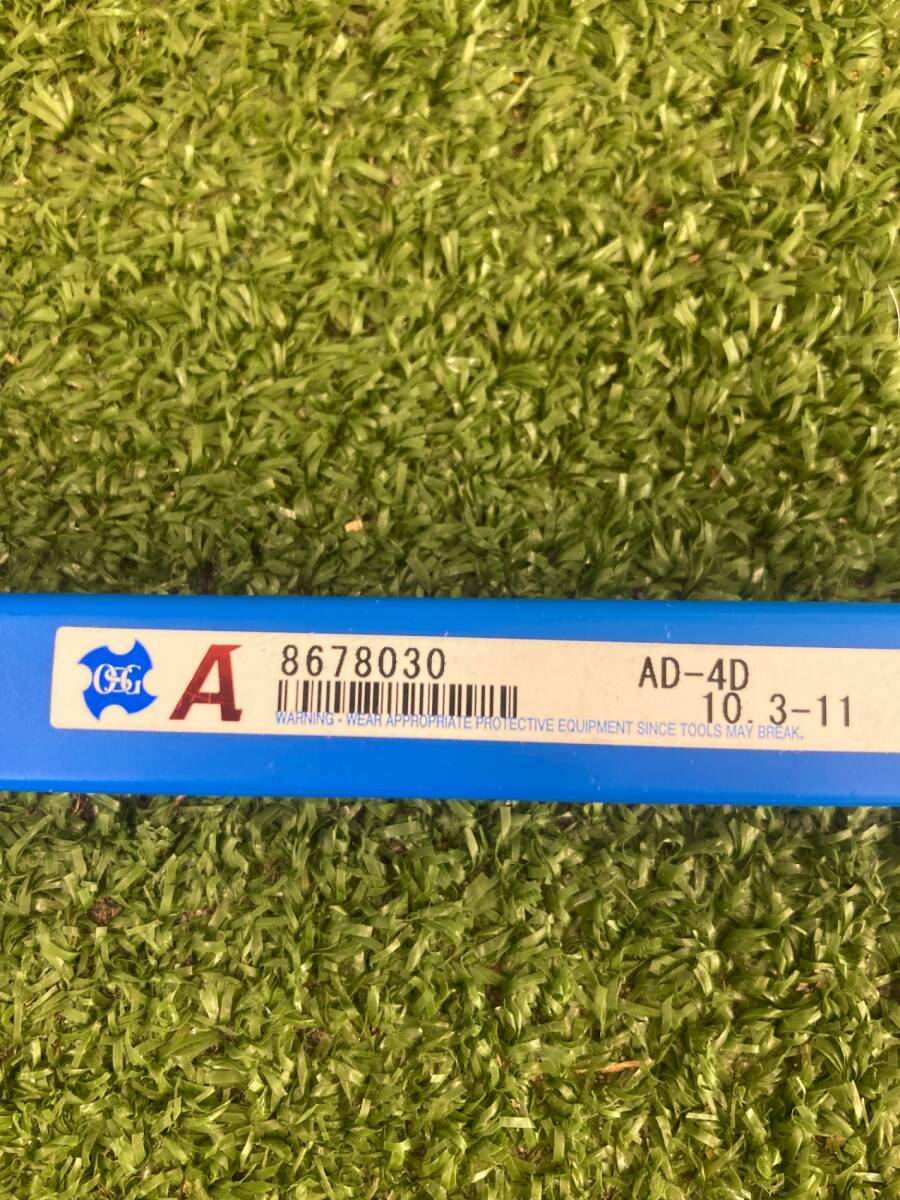 OSG
A
8678030
AD-4D
10.3-11
WARNING - WEAR APPROPRIATE PROTECTIVE EQUIPMENT SINCE TOOLS MAY BREAK.